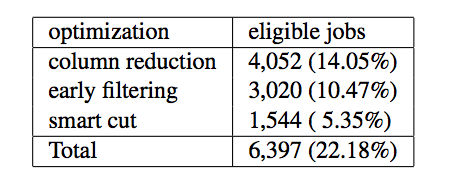 optimization eligible jobs
column reduction 4,052 (14.05%)
early filtering 3,020 (10.47%)
smart cut 1,544 ( 5.35%)
Total 6,397 (22.18%)